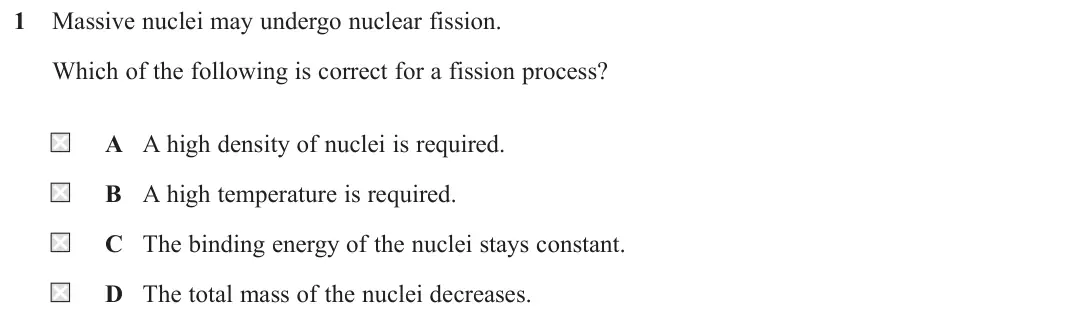 1 Massive nuclei may undergo nuclear fission.
Which of the following is correct for a fission process?
A A high density of nuclei is required.
B A high temperature is required.
C The binding energy of the nuclei stays constant.
D The total mass of the nuclei decreases.